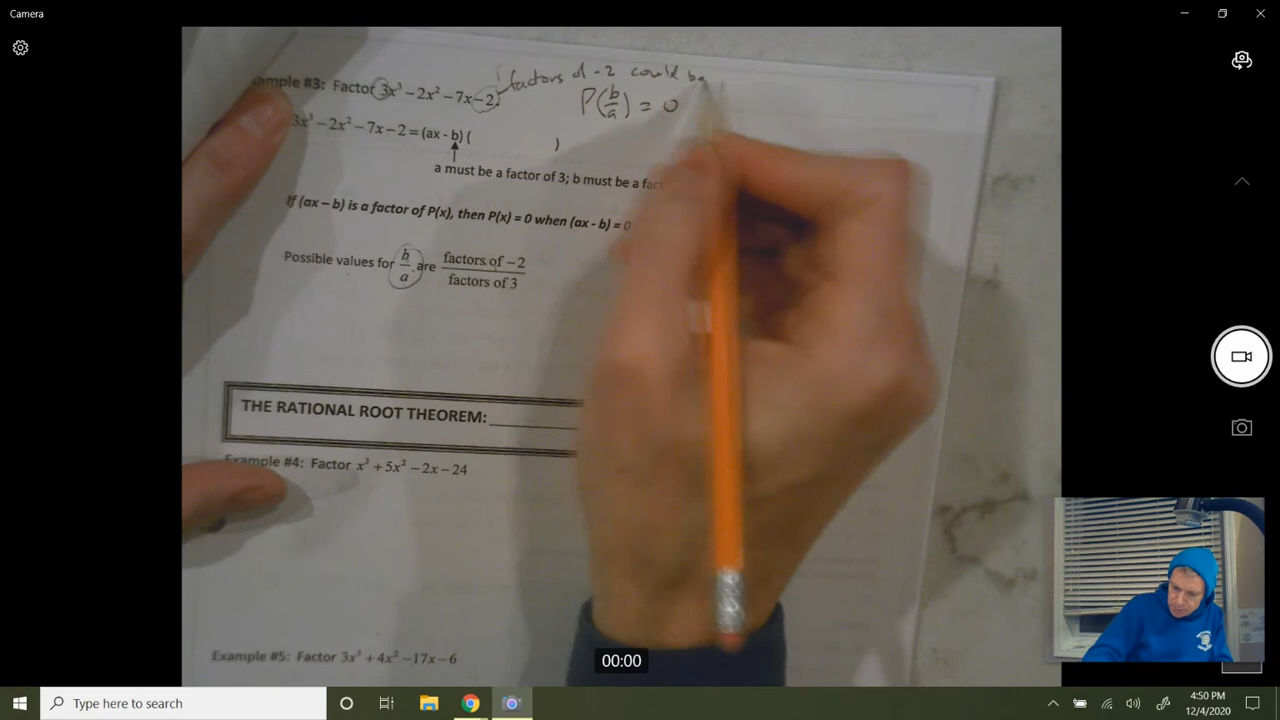 Camera
factors of -2 could be
Example #3: Factor 3x³ − 2x² − 7x − 2.
P(b/a) = 0
3x³ − 2x² − 7x − 2 = (ax - b) ( )
a must be a factor of 3; b must be a
If (ax – b) is a factor of P(x), then P(x) = 0 when (ax - b) = 0
Possible values for b/a are factors of −2 / factors of 3
THE RATIONAL ROOT THEOREM:
Example #4: Factor x³ + 5x² − 2x − 24
Example #5: Factor 3x³ + 4x² − 17x − 6
00:00
Type here to search
4:50 PM
12/4/2020